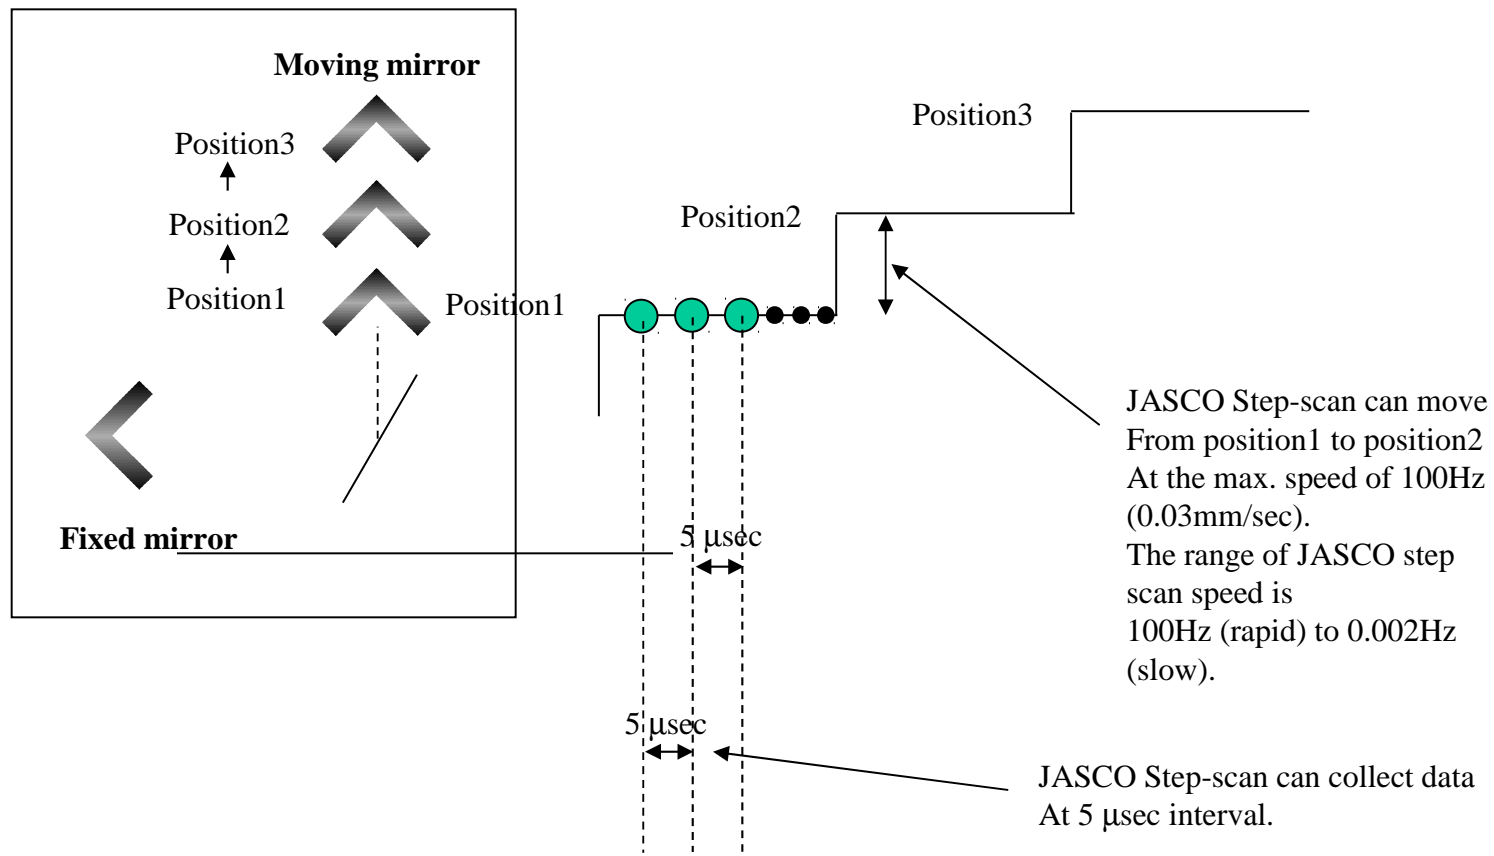 Moving mirror
Position3
Position3
Position2
Position2
Position1
Position1
JASCO Step-scan can move
From position1 to position2
At the max. speed of 100Hz
(0.03mm/sec).
The range of JASCO step
scan speed is
100Hz (rapid) to 0.002Hz
(slow).
Fixed mirror
5 μsec
5 μsec
JASCO Step-scan can collect data
At 5 μsec interval.